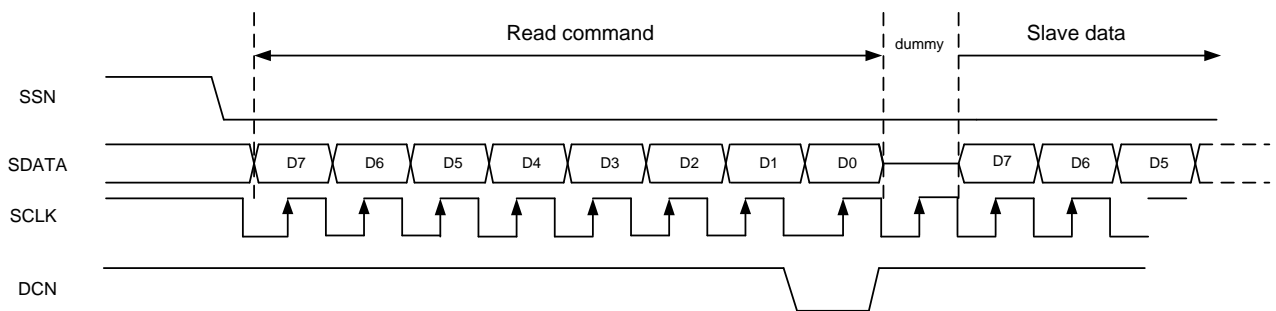 Read command
dummy
Slave data
SSN
SDATA D7 D6 D5 D4 D3 D2 D1 D0 D7 D6 D5
SCLK
DCN